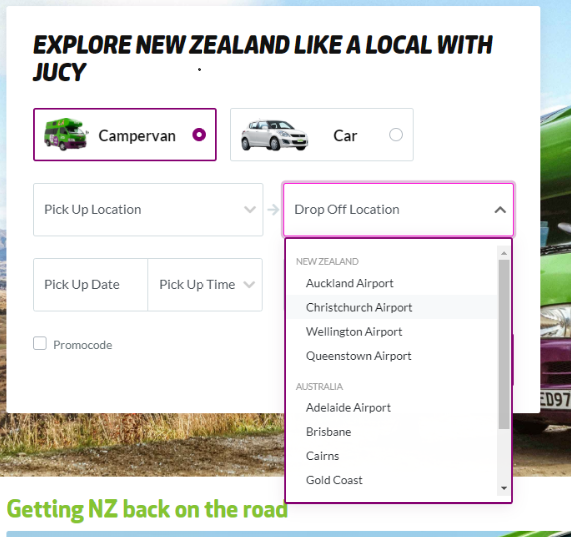 EXPLORE NEW ZEALAND LIKE A LOCAL WITH
JUCY
Campervan
Car
Pick Up Location
Drop Off Location
NEW ZEALAND
Auckland Airport
Christchurch Airport
Wellington Airport
Queenstown Airport
AUSTRALIA
Adelaide Airport
Brisbane
Cairns
Gold Coast
Pick Up Date
Pick Up Time
Promocode
ED97
Getting NZ back on the road